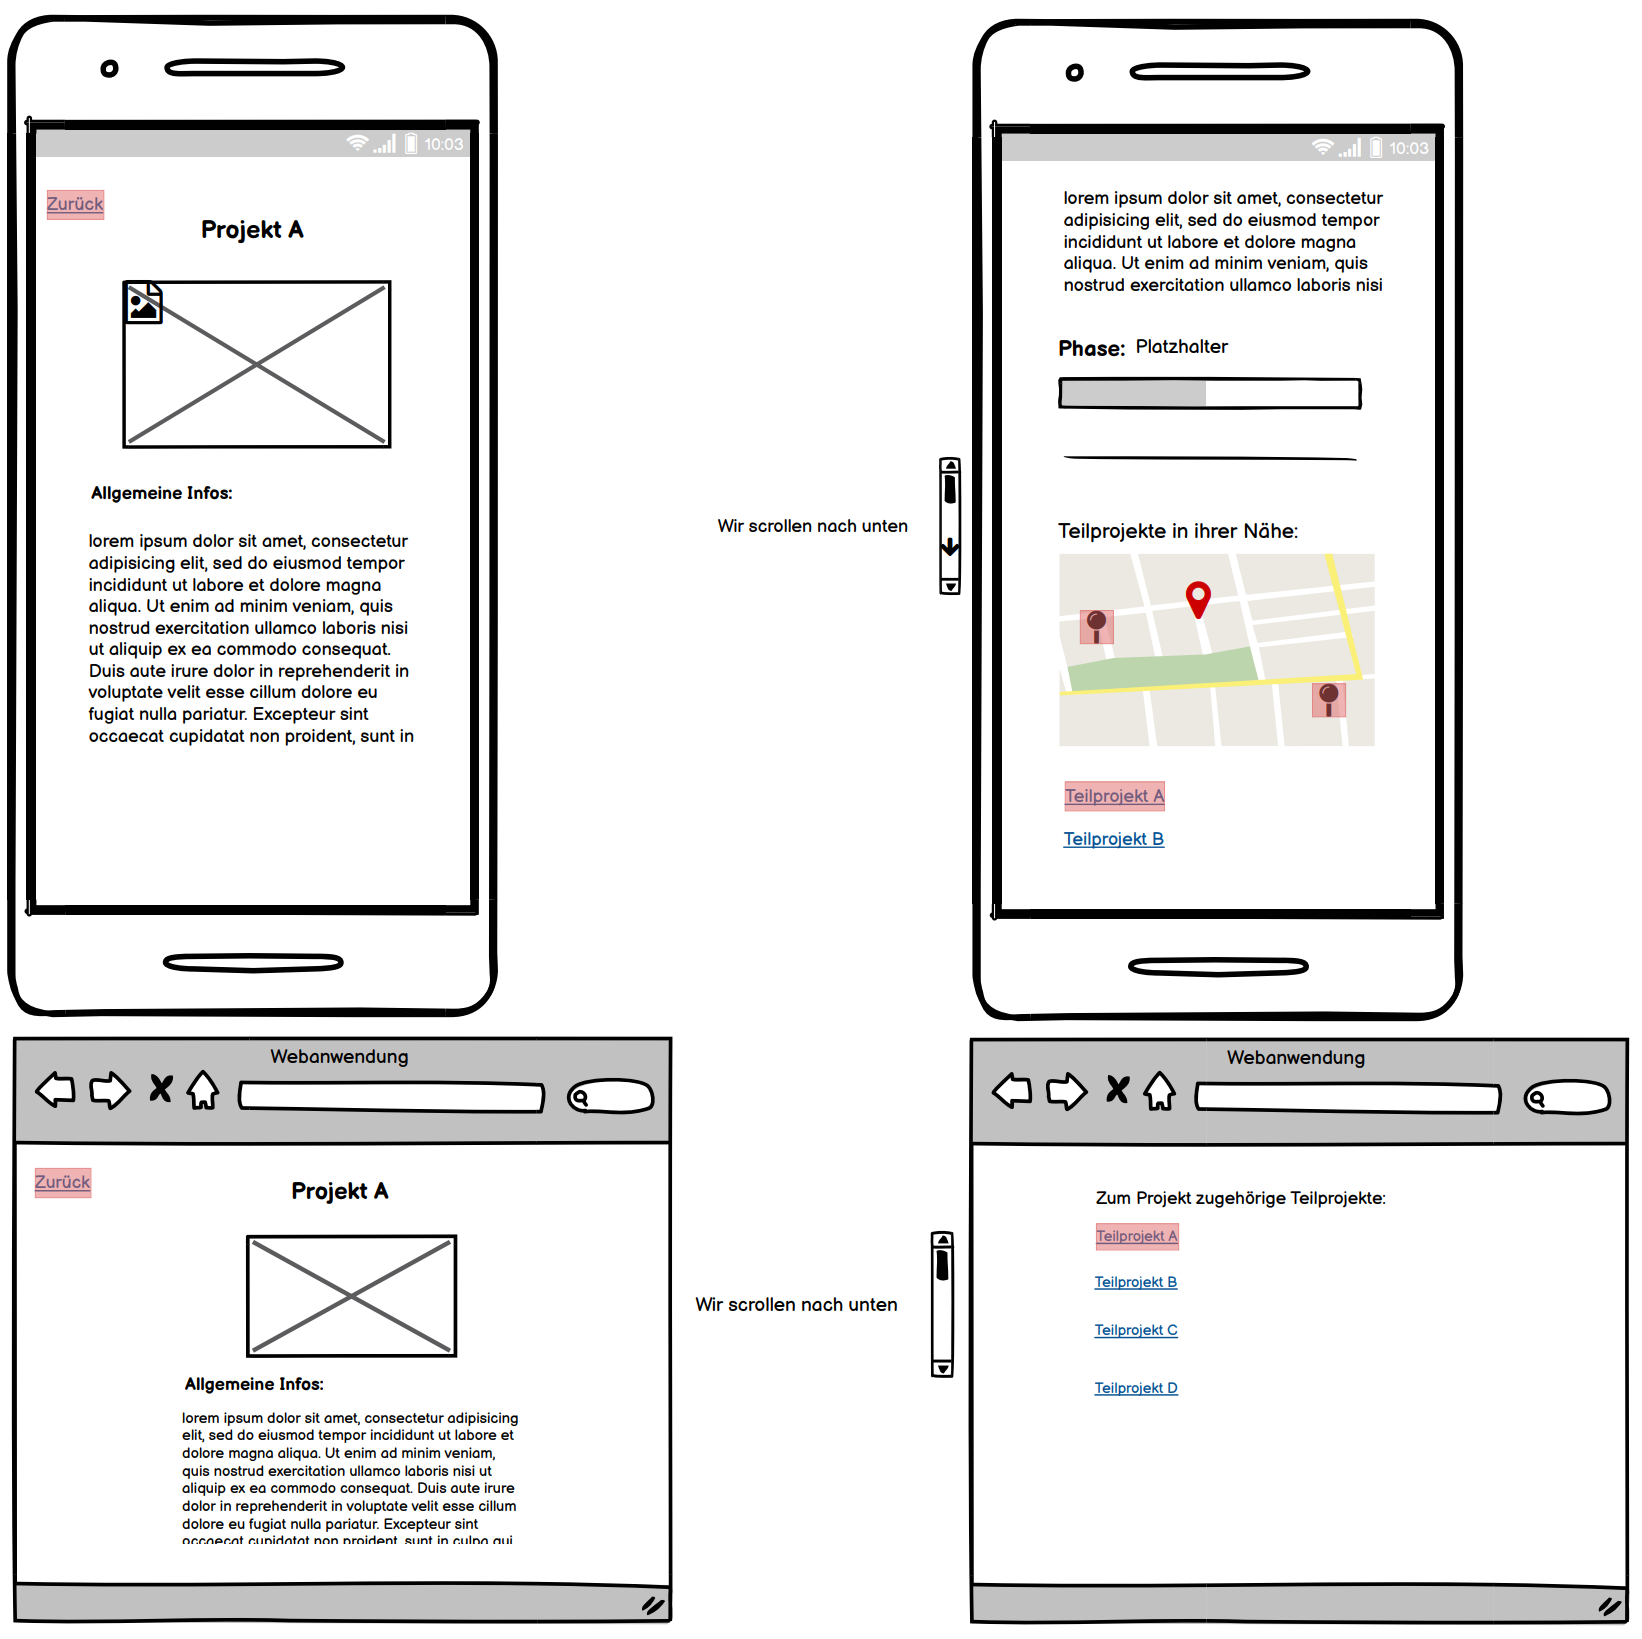 10:03
Zurück
Projekt A
Allgemeine Infos:
lorem ipsum dolor sit amet, consectetur
adipisicing elit, sed do eiusmod tempor
incididunt ut labore et dolore magna
aliqua. Ut enim ad minim veniam, quis
nostrud exercitation ullamco laboris nisi
ut aliquip ex ea commodo consequat.
Duis aute irure dolor in reprehenderit in
voluptate velit esse cillum dolore eu
fugiat nulla pariatur. Excepteur sint
occaecat cupidatat non proident, sunt in
Wir scrollen nach unten
10:03
lorem ipsum dolor sit amet, consectetur
adipisicing elit, sed do eiusmod tempor
incididunt ut labore et dolore magna
aliqua. Ut enim ad minim veniam, quis
nostrud exercitation ullamco laboris nisi
Phase: Platzhalter
Teilprojekte in ihrer Nähe:
Teilprojekt A
Teilprojekt B
Webanwendung
Zurück
Projekt A
Allgemeine Infos:
lorem ipsum dolor sit amet, consectetur adipisicing
elit, sed do eiusmod tempor incididunt ut labore et
dolore magna aliqua. Ut enim ad minim veniam,
quis nostrud exercitation ullamco laboris nisi ut
aliquip ex ea commodo consequat. Duis aute irure
dolor in reprehenderit in voluptate velit esse cillum
dolore eu fugiat nulla pariatur. Excepteur sint
occaecat cupidatat non proident, sunt in culpa qui
Wir scrollen nach unten
Webanwendung
Zum Projekt zugehörige Teilprojekte:
Teilprojekt A
Teilprojekt B
Teilprojekt C
Teilprojekt D